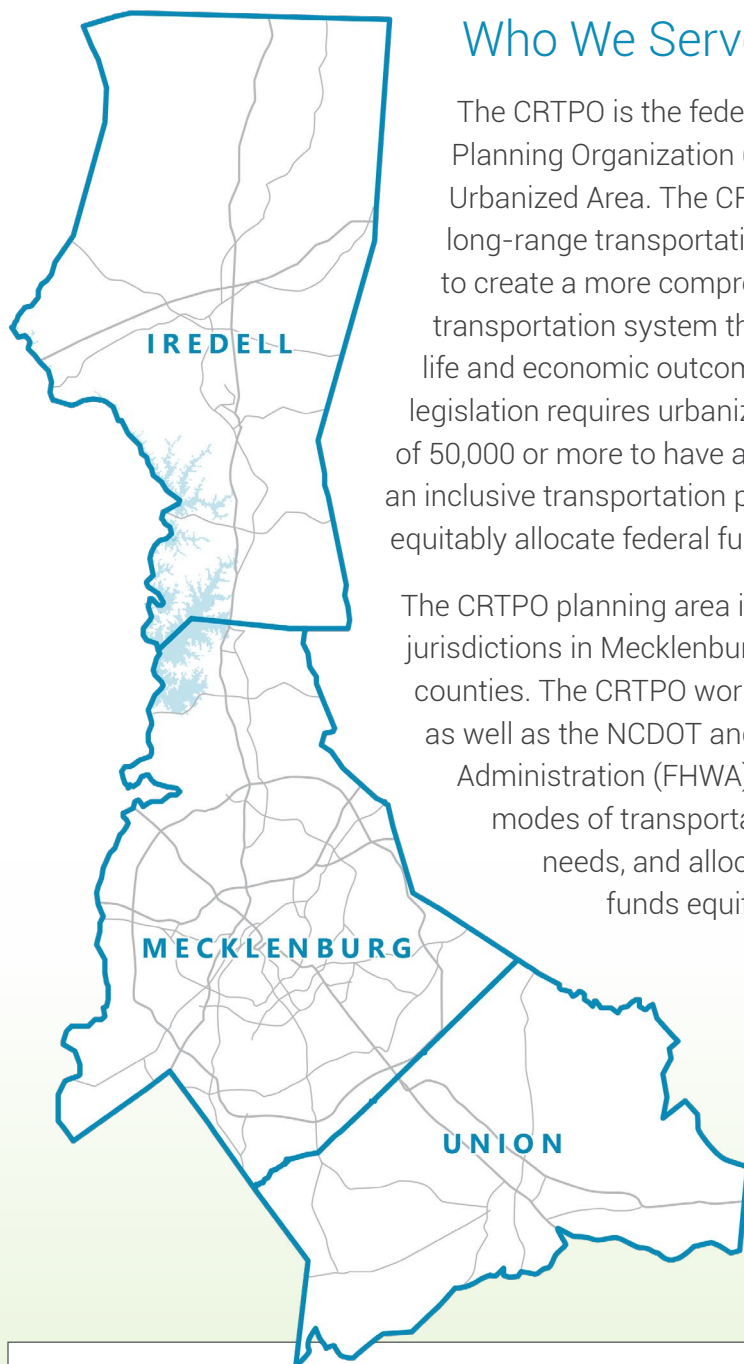 Who We Serve
The CRTPO is the fede
Planning Organization
Urbanized Area. The
long-range transportati
to create a more compre
transportation system th
life and economic outcom
legislation requires urbaniz
of 50,000 or more to have a
an inclusive transportation p
equitably allocate federal fu
The CRTPO planning area i
jurisdictions in Mecklenbur
counties. The CRTPO wor
as well as the NCDOT and
Administration (FHWA)
modes of transporta
needs, and alloc
funds equit
IREDELL
MECKLENBURG
UNION